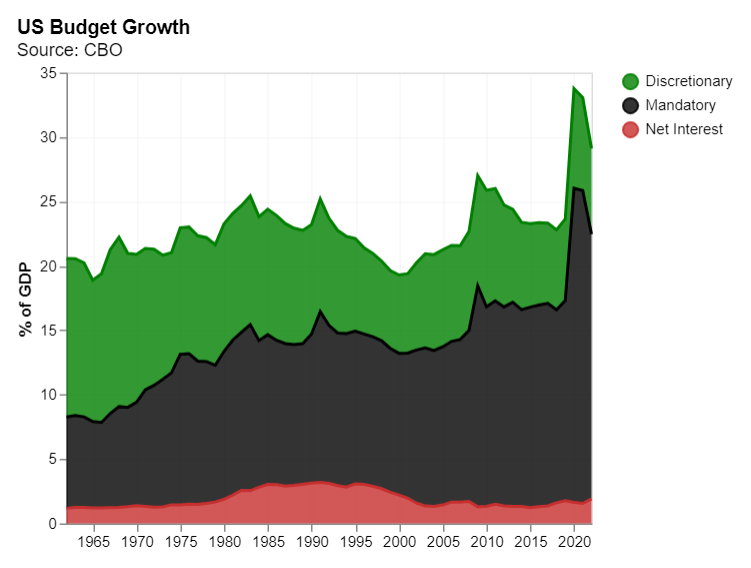 US Budget Growth
Source: CBO
Discretionary
Mandatory
Net Interest
% of GDP
35
30
25
20
15
10
5
0
1965 1970 1975 1980 1985 1990 1995 2000 2005 2010 2015 2020